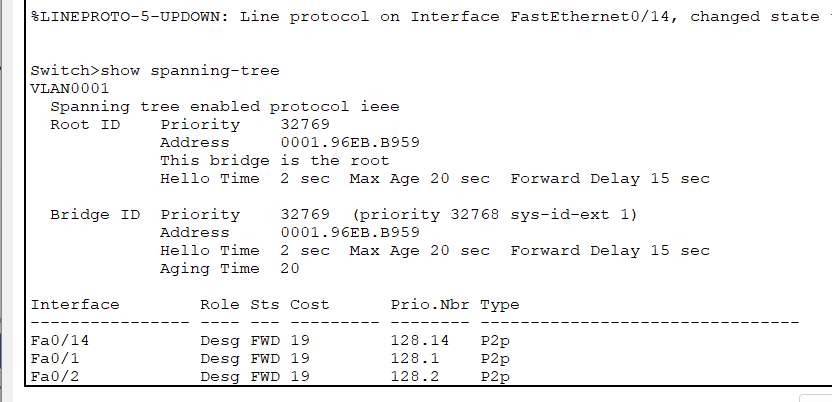 %LINEPROTO-5-UPDOWN: Line protocol on Interface FastEthernet0/14, changed state
Switch>show spanning-tree
VLAN0001
  Spanning tree enabled protocol ieee
  Root ID    Priority    32769
             Address     0001.96EB.B959
             This bridge is the root
             Hello Time  2 sec  Max Age 20 sec  Forward Delay 15 sec
  Bridge ID  Priority    32769  (priority 32768 sys-id-ext 1)
             Address     0001.96EB.B959
             Hello Time  2 sec  Max Age 20 sec  Forward Delay 15 sec
             Aging Time  20
Interface        Role Sts Cost      Prio.Nbr Type
---------------- ---- --- --------- -------- --------------------------------
Fa0/14           Desg FWD 19        128.14   P2p
Fa0/1            Desg FWD 19        128.1    P2p
Fa0/2            Desg FWD 19        128.2    P2p